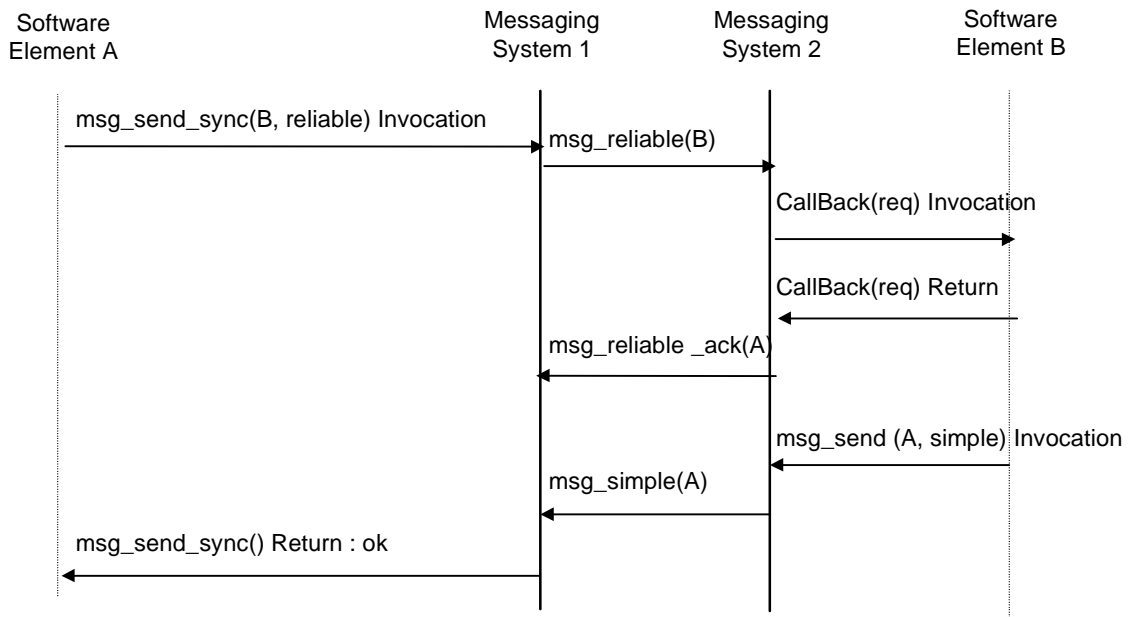 Software
Element A
Messaging
System 1
Messaging
System 2
Software
Element B
msg_send_sync(B, reliable) Invocation
msg_reliable(B)
CallBack(req) Invocation
CallBack(req) Return
msg_reliable _ack(A)
msg_send (A, simple) Invocation
msg_simple(A)
msg_send_sync() Return : ok